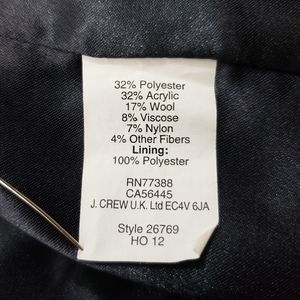 32% Polyester
32% Acrylic
17% Wool
8% Viscose
7% Nylon
4% Other Fibers
Lining:
100% Polyester
RN77388
CA56445
J. CREW U.K. Ltd EC4V 6JA
Style 26769
HO 12